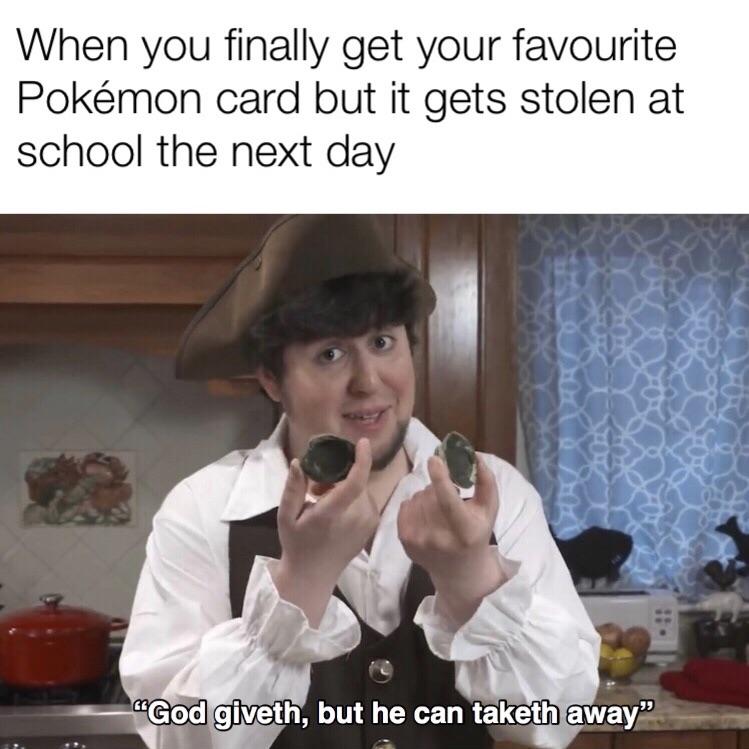 When you finally get your favourite
Pokémon card but it gets stolen at
school the next day
“God giveth, but he can taketh away”